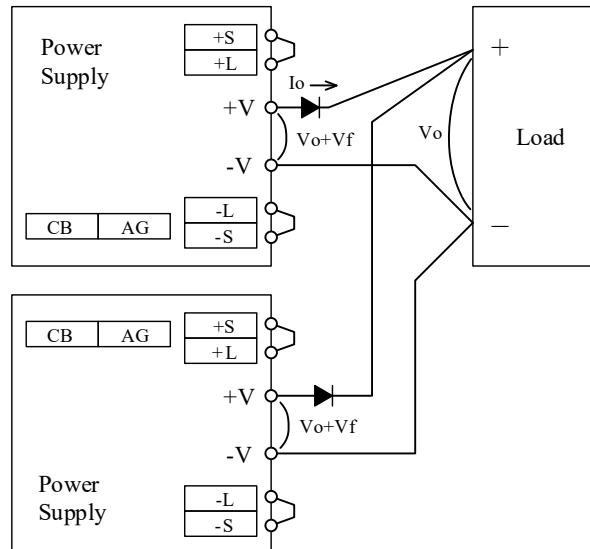 Power
Supply
+S
+L
+V
Vo+Vf
-V
-L
-S
CB AG
Io →
Vo
+
Load
−
CB AG
+S
+L
+V
Vo+Vf
-V
-L
-S
Power
Supply